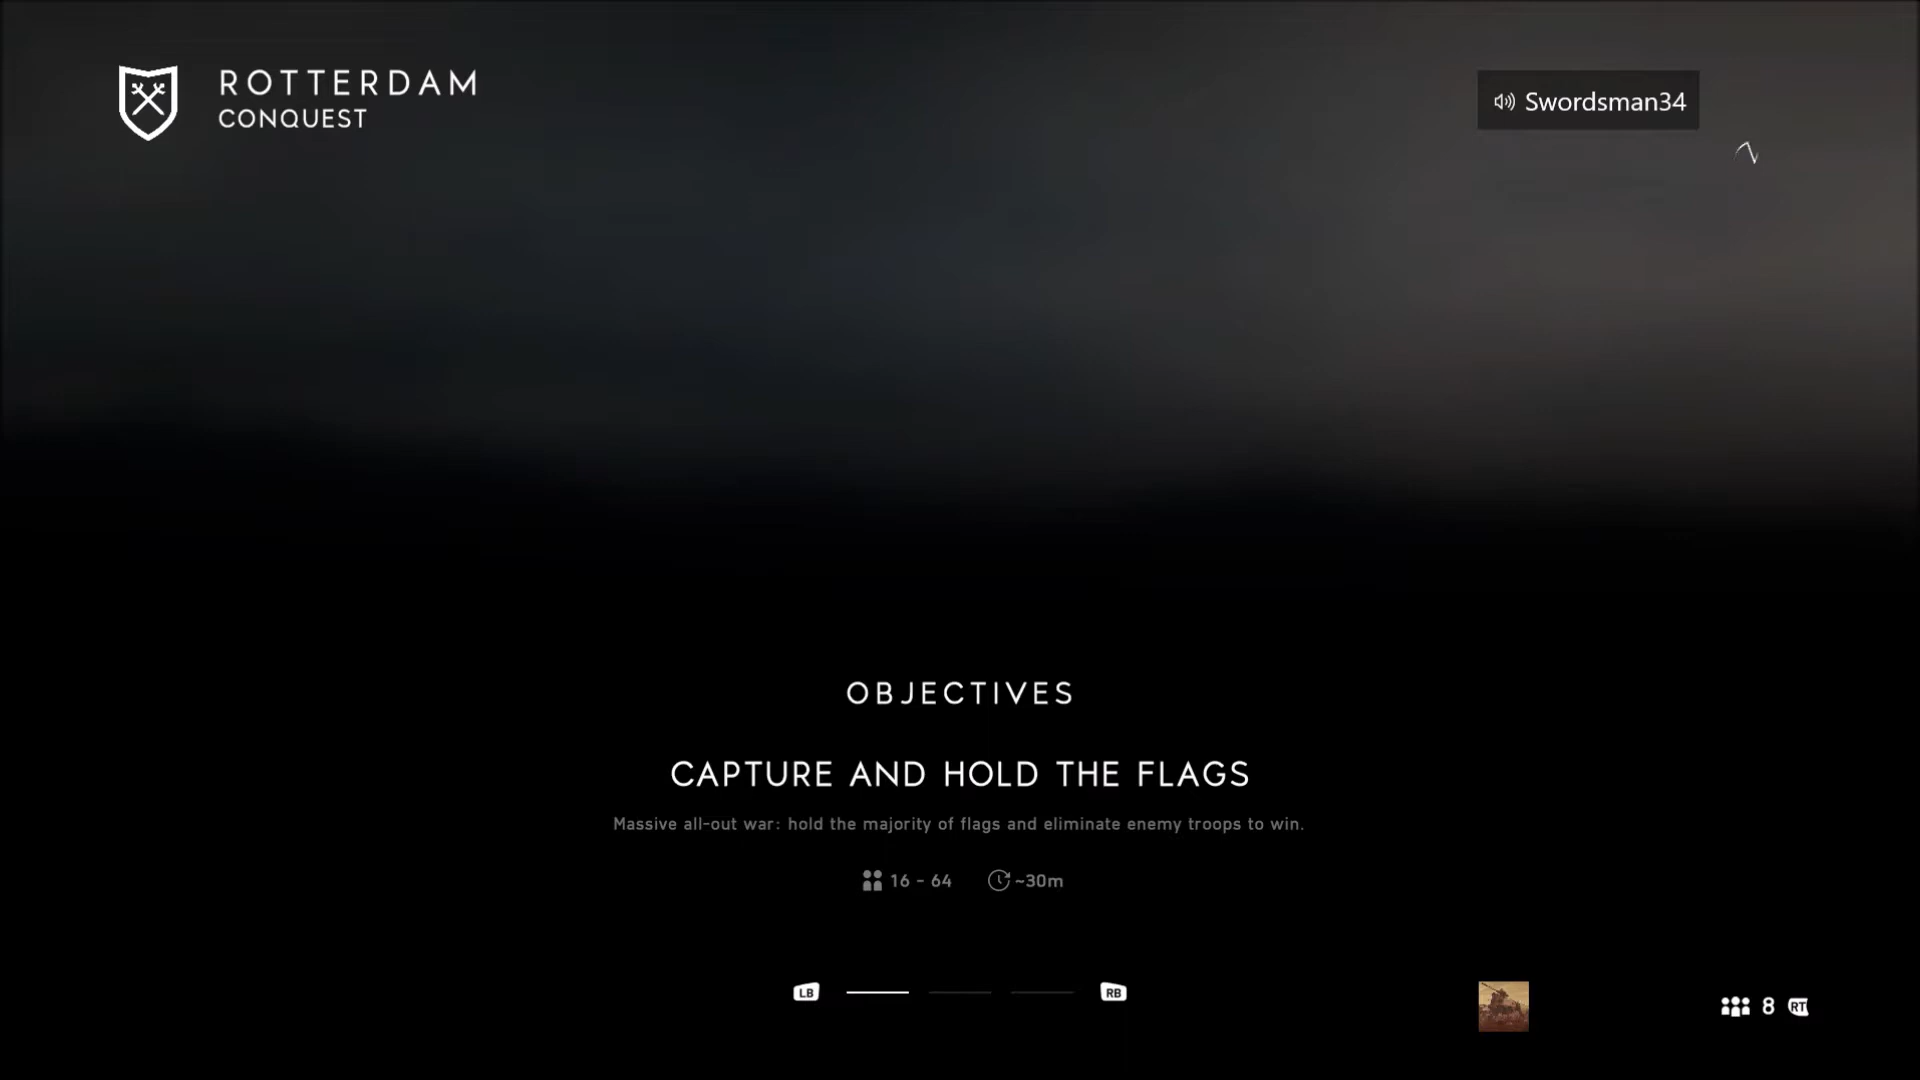 ROTTERDAM
CONQUEST
Swordsman34
OBJECTIVES
CAPTURE AND HOLD THE FLAGS
Massive all-out war: hold the majority of flags and eliminate enemy troops to win.
16 - 64 ~30m
LB RB
8 RT